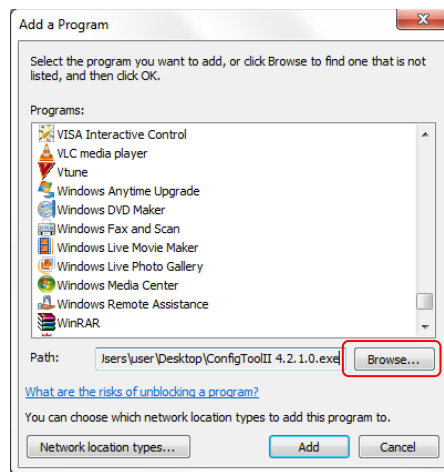 Add a Program
Select the program you want to add, or click Browse to find one that is not
listed, and then click OK.
Programs:
VISA Interactive Control
VLC media player
Vtune
Windows Anytime Upgrade
Windows DVD Maker
Windows Fax and Scan
Windows Live Movie Maker
Windows Live Photo Gallery
Windows Media Center
Windows Remote Assistance
WinRAR
Path: Jsers\user\Desktop\ConfigToolII 4.2.1.0.exe Browse...
What are the risks of unblocking a program?
You can choose which network location types to add this program to.
Network location types... Add Cancel